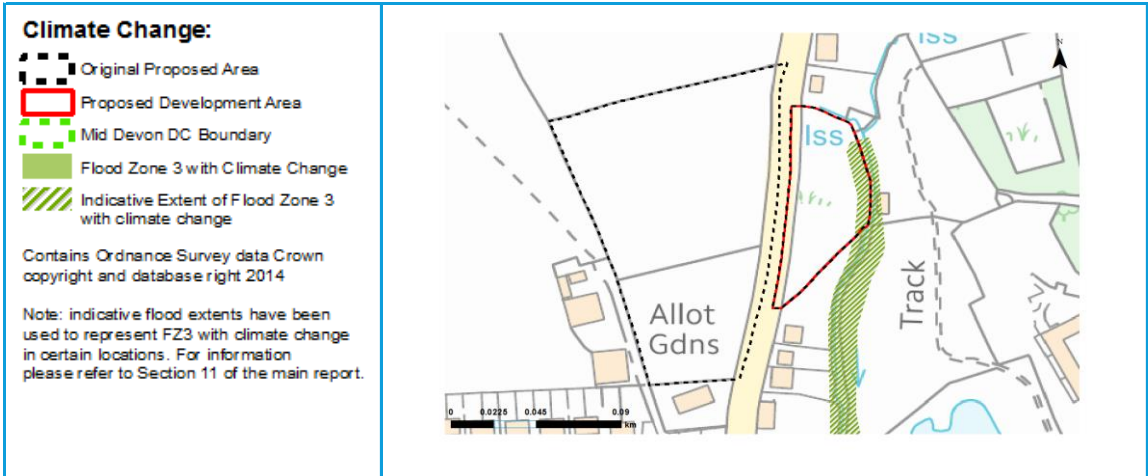 Climate Change:
Original Proposed Area
Proposed Development Area
Mid Devon DC Boundary
Flood Zone 3 with Climate Change
Indicative Extent of Flood Zone 3
with climate change
Contains Ordnance Survey data Crown
copyright and database right 2014
Note: indicative flood extents have been
used to represent FZ3 with climate change
in certain locations. For information
please refer to Section 11 of the main report.
Iss
N
Iss
Track
Allot
Gdns
0 0.0225 0.045 0.09
km